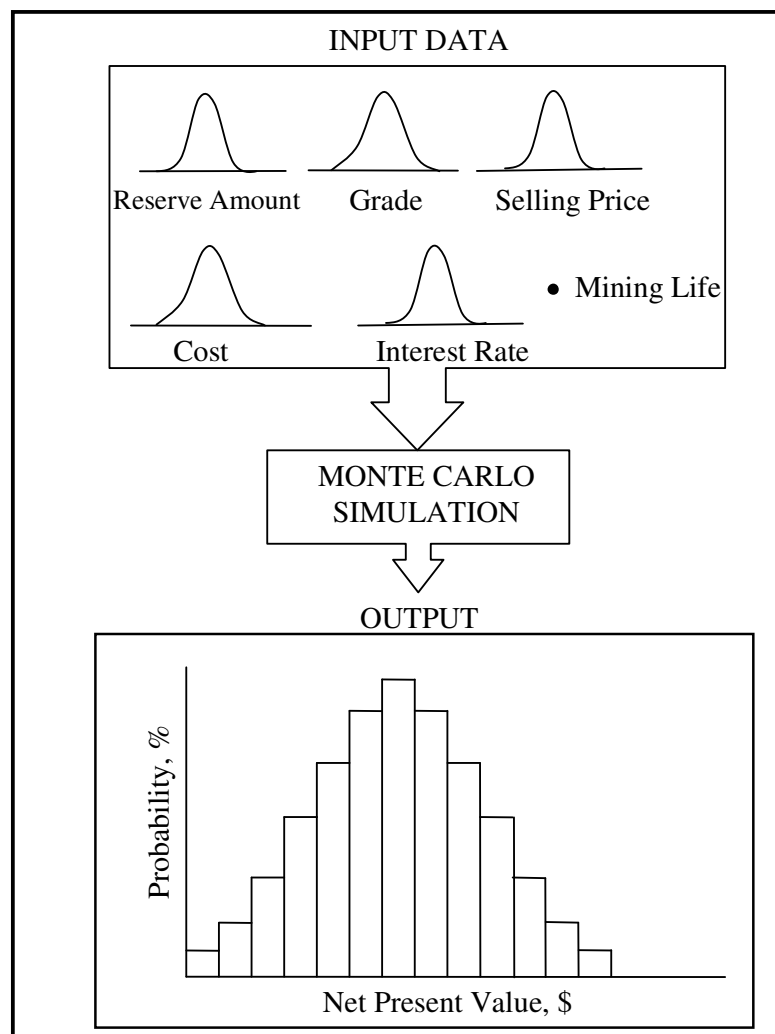 INPUT DATA
Reserve Amount
Grade
Selling Price
Cost
Interest Rate
• Mining Life
MONTE CARLO
SIMULATION
OUTPUT
Probability, %
Net Present Value, $